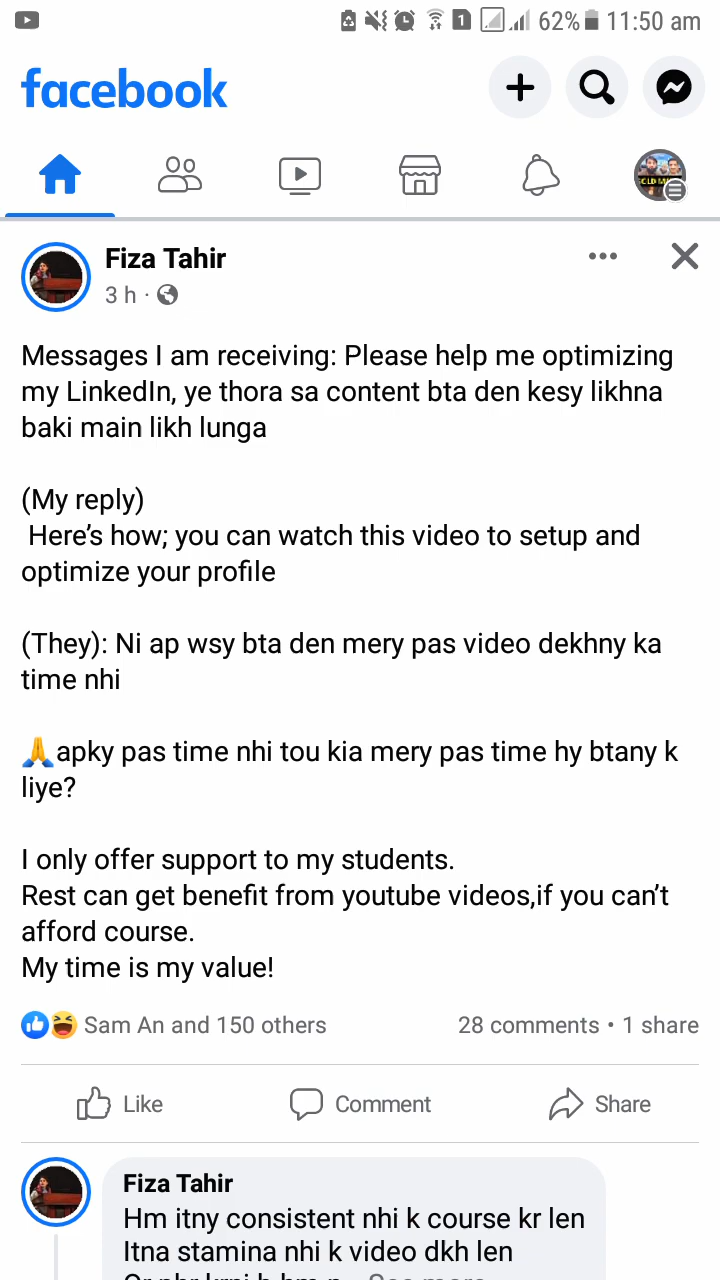 62% 11:50 am
facebook
Fiza Tahir
3 h ·
Messages I am receiving: Please help me optimizing
my LinkedIn, ye thora sa content bta den kesy likhna
baki main likh lunga
(My reply)
Here's how; you can watch this video to setup and
optimize your profile
(They): Ni ap wsy bta den mery pas video dekhny ka
time nhi
🙏apky pas time nhi tou kia mery pas time hy btany k
liye?
I only offer support to my students.
Rest can get benefit from youtube videos,if you can't
afford course.
My time is my value!
Sam An and 150 others 28 comments • 1 share
Like Comment Share
Fiza Tahir
Hm itny consistent nhi k course kr len
Itna stamina nhi k video dkh len